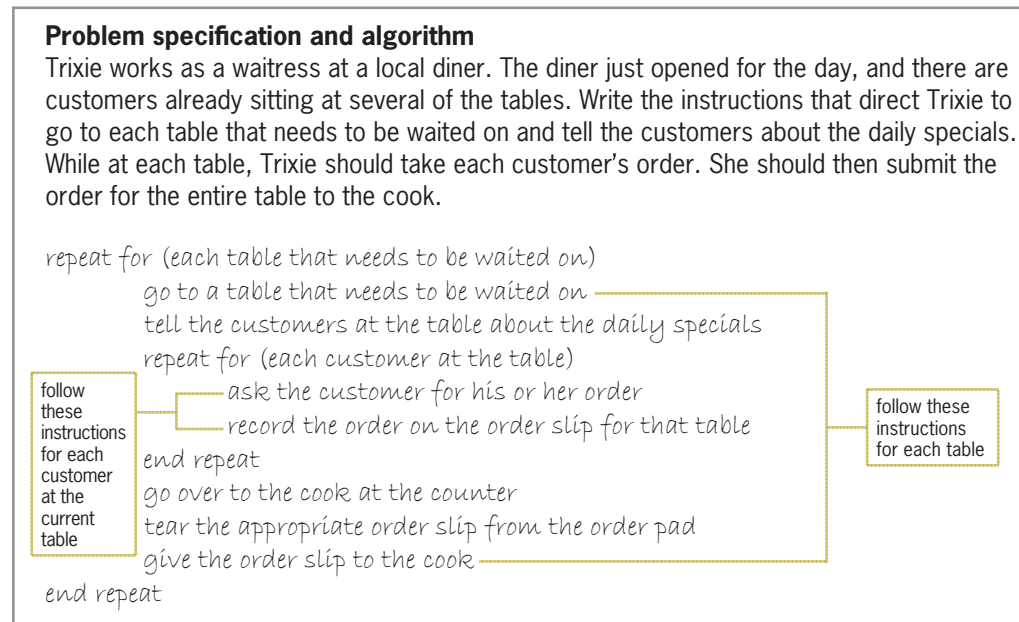 Problem specification and algorithm
Trixie works as a waitress at a local diner. The diner just opened for the day, and there are
customers already sitting at several of the tables. Write the instructions that direct Trixie to
go to each table that needs to be waited on and tell the customers about the daily specials.
While at each table, Trixie should take each customer’s order. She should then submit the
order for the entire table to the cook.
repeat for (each table that needs to be waited on)
go to a table that needs to be waited on
tell the customers at the table about the daily specials
repeat for (each customer at the table)
ask the customer for his or her order
record the order on the order slip for that table
end repeat
go over to the cook at the counter
tear the appropriate order slip from the order pad
give the order slip to the cook
end repeat
follow
these
instructions
for each
customer
at the
current
table
follow these
instructions
for each table